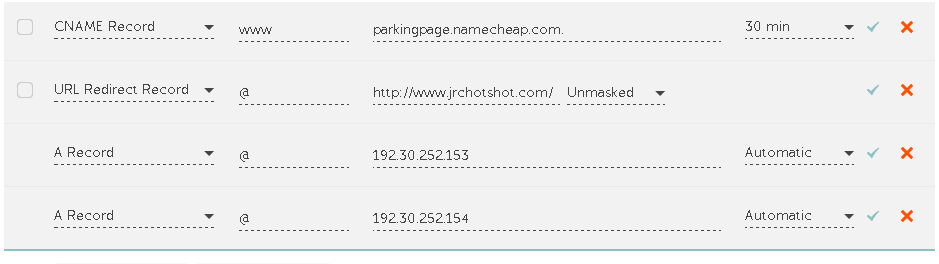 CNAME Record www parkingpage.namecheap.com. 30 min
URL Redirect Record @ http://www.jrchotshot.com/ Unmasked
A Record @ 192.30.252.153 Automatic
A Record @ 192.30.252.154 Automatic